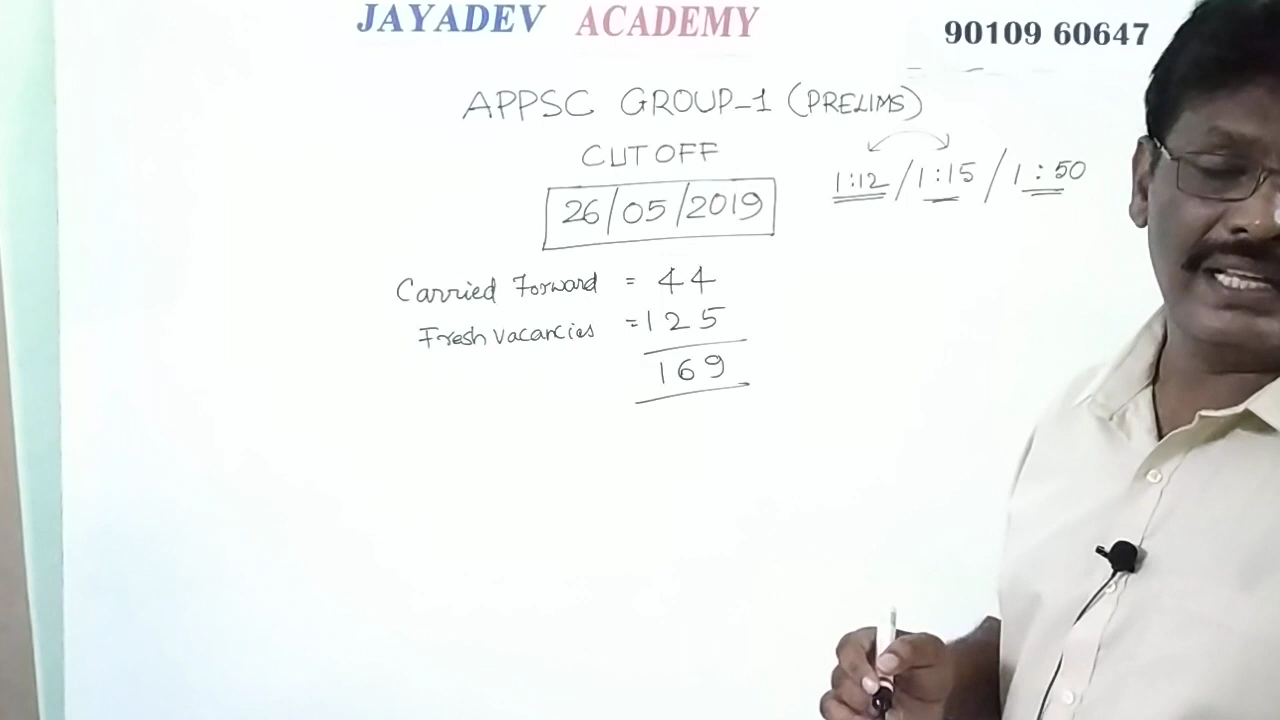 JAYADEV ACADEMY
90109 60647
APPSC GROUP-1 (PRELIMS)
CUTOFF
26/05/2019
1:12 / 1:15 / 1:50
Carried Forward = 44
Fresh vacancies = 125
169